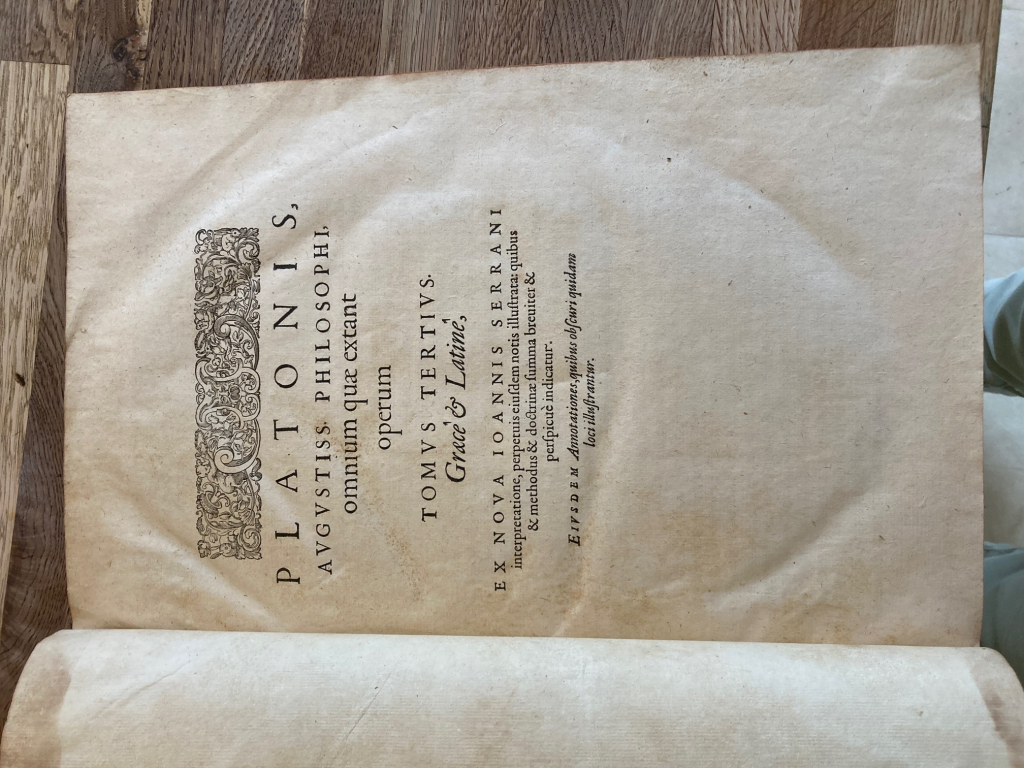 PLATONIS,
AVGVSTISS. PHILOSOPHI,
omnium quæ extant
operum
TOMVS TERTIVS.
Græcè & Latinè,
EX NOVA IOANNIS SERRANI
interpretatione, perpetuis eiuſdem notis illuſtrata: quibus
& methodus & doctrinæ ſumma breuiter &
perſpicuè indicatur.
EIVSDEM Annotationes, quibus obſcuri quidam
loci illuſtrantur.